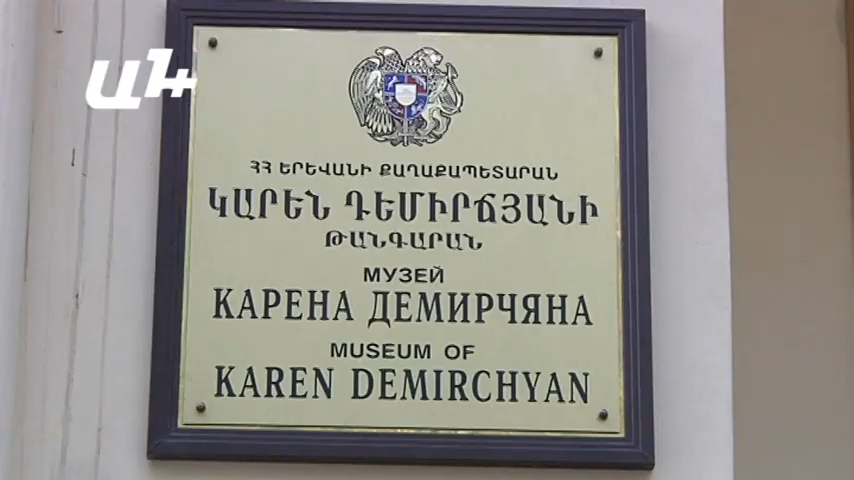 ա1+
ՀՀ ԵՐԵՎԱՆԻ ՔԱՂԱՔԱՊԵՏԱՐԱՆ
ԿԱՐԵՆ ԴԵՄԻՐՃՅԱՆԻ
ԹԱՆԳԱՐԱՆ
МУЗЕЙ
КАРЕНА ДЕМИРЧЯНА
MUSEUM OF
KAREN DEMIRCHYAN